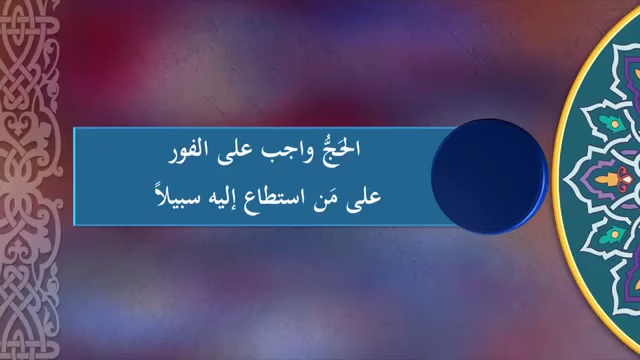 الحَجُّ واجب على الفور
على مَن استطاع إليه سبيلاً